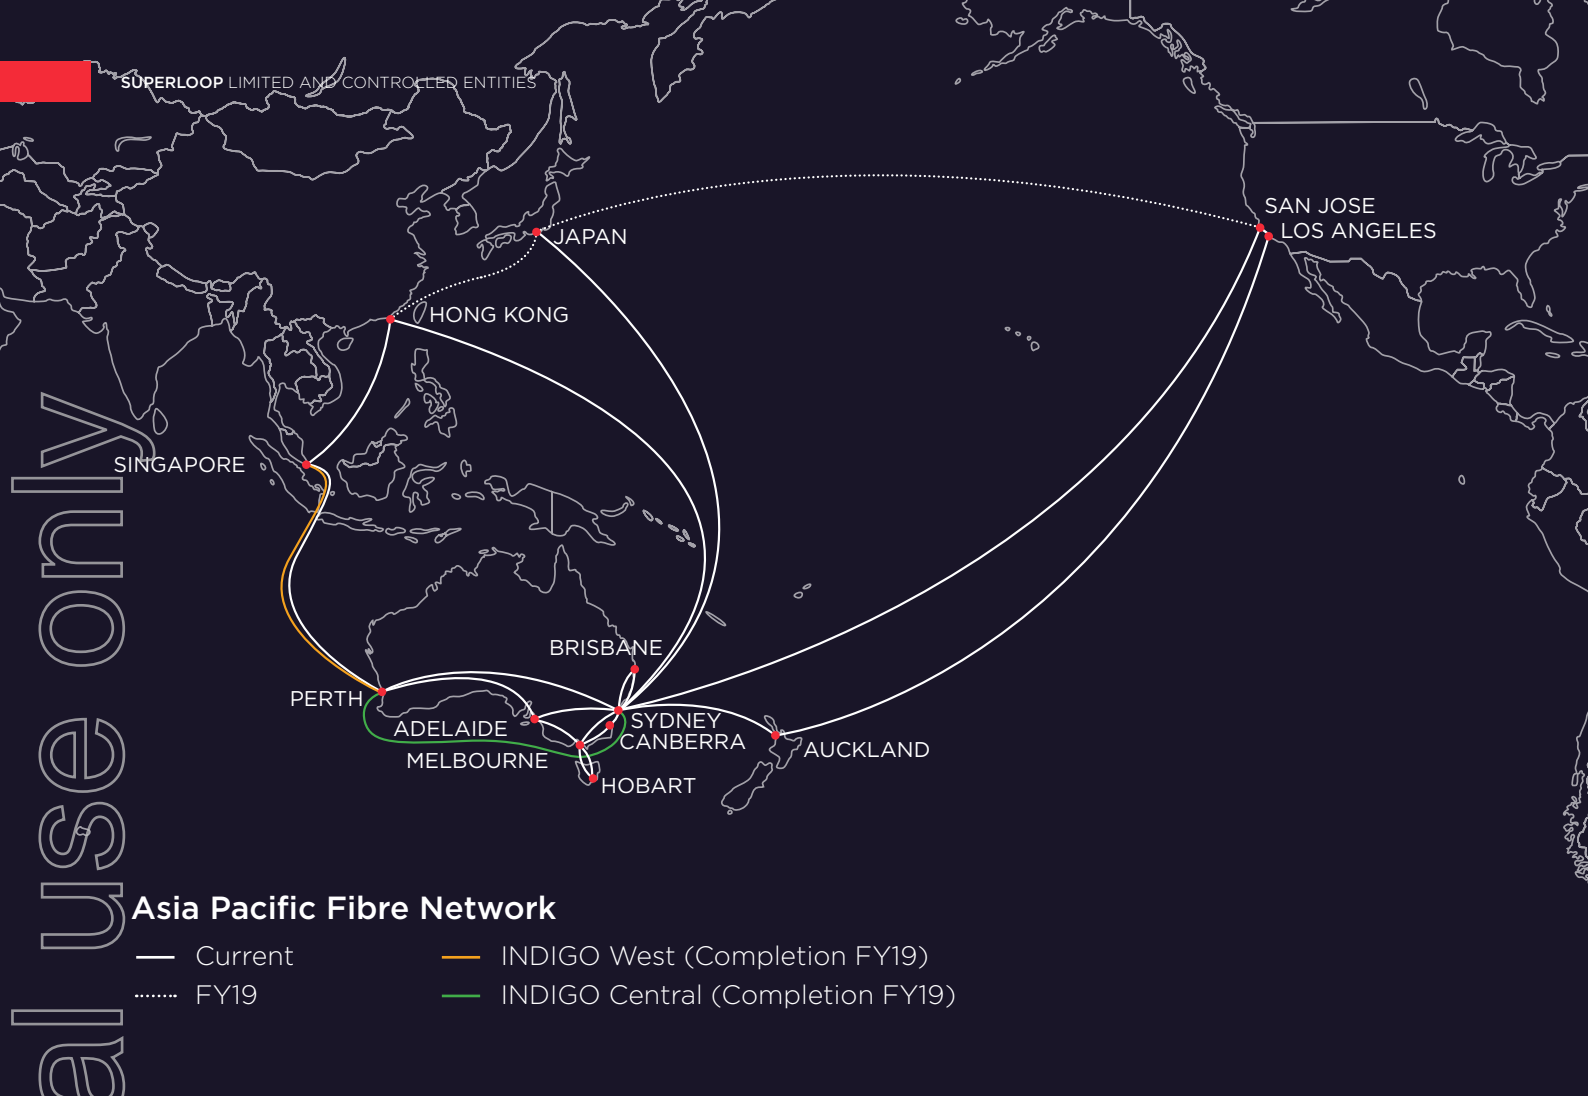 SUPERLOOP LIMITED AND CONTROLLED ENTITIES
SAN JOSE
LOS ANGELES
JAPAN
HONG KONG
SINGAPORE
BRISBANE
PERTH
SYDNEY
ADELAIDE
CANBERRA
AUCKLAND
MELBOURNE
HOBART
al use only
Asia Pacific Fibre Network
Current
INDIGO West (Completion FY19)
FY19
INDIGO Central (Completion FY19)